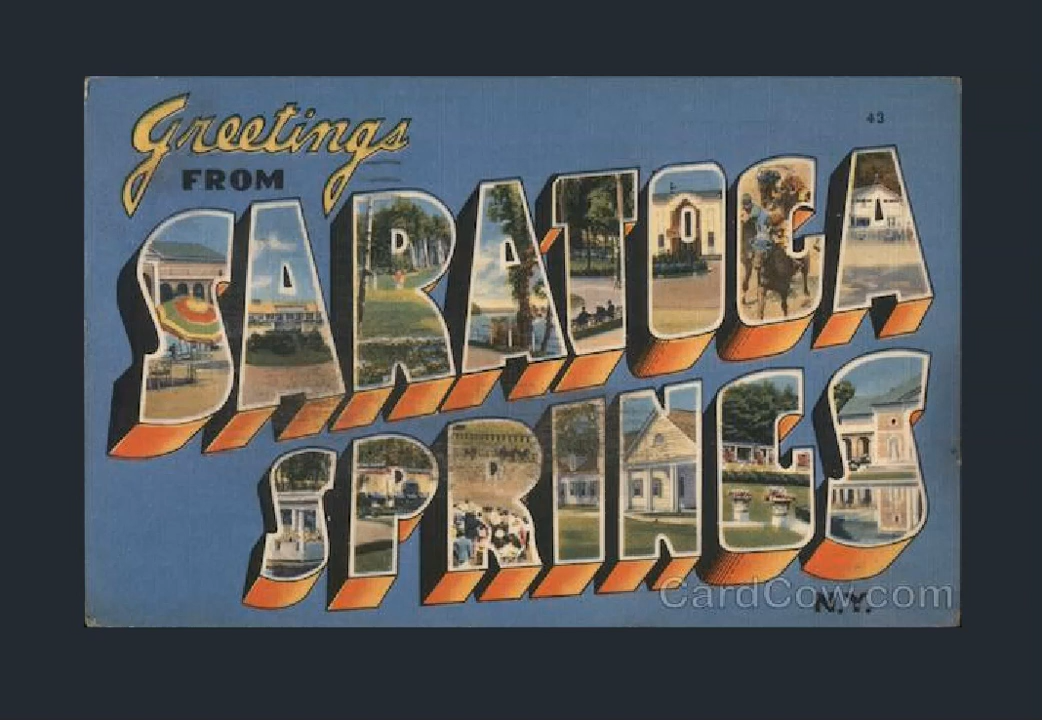 Greetings
43
FROM
SARATOGA
SPRINGS
N.Y.
CardCow.com